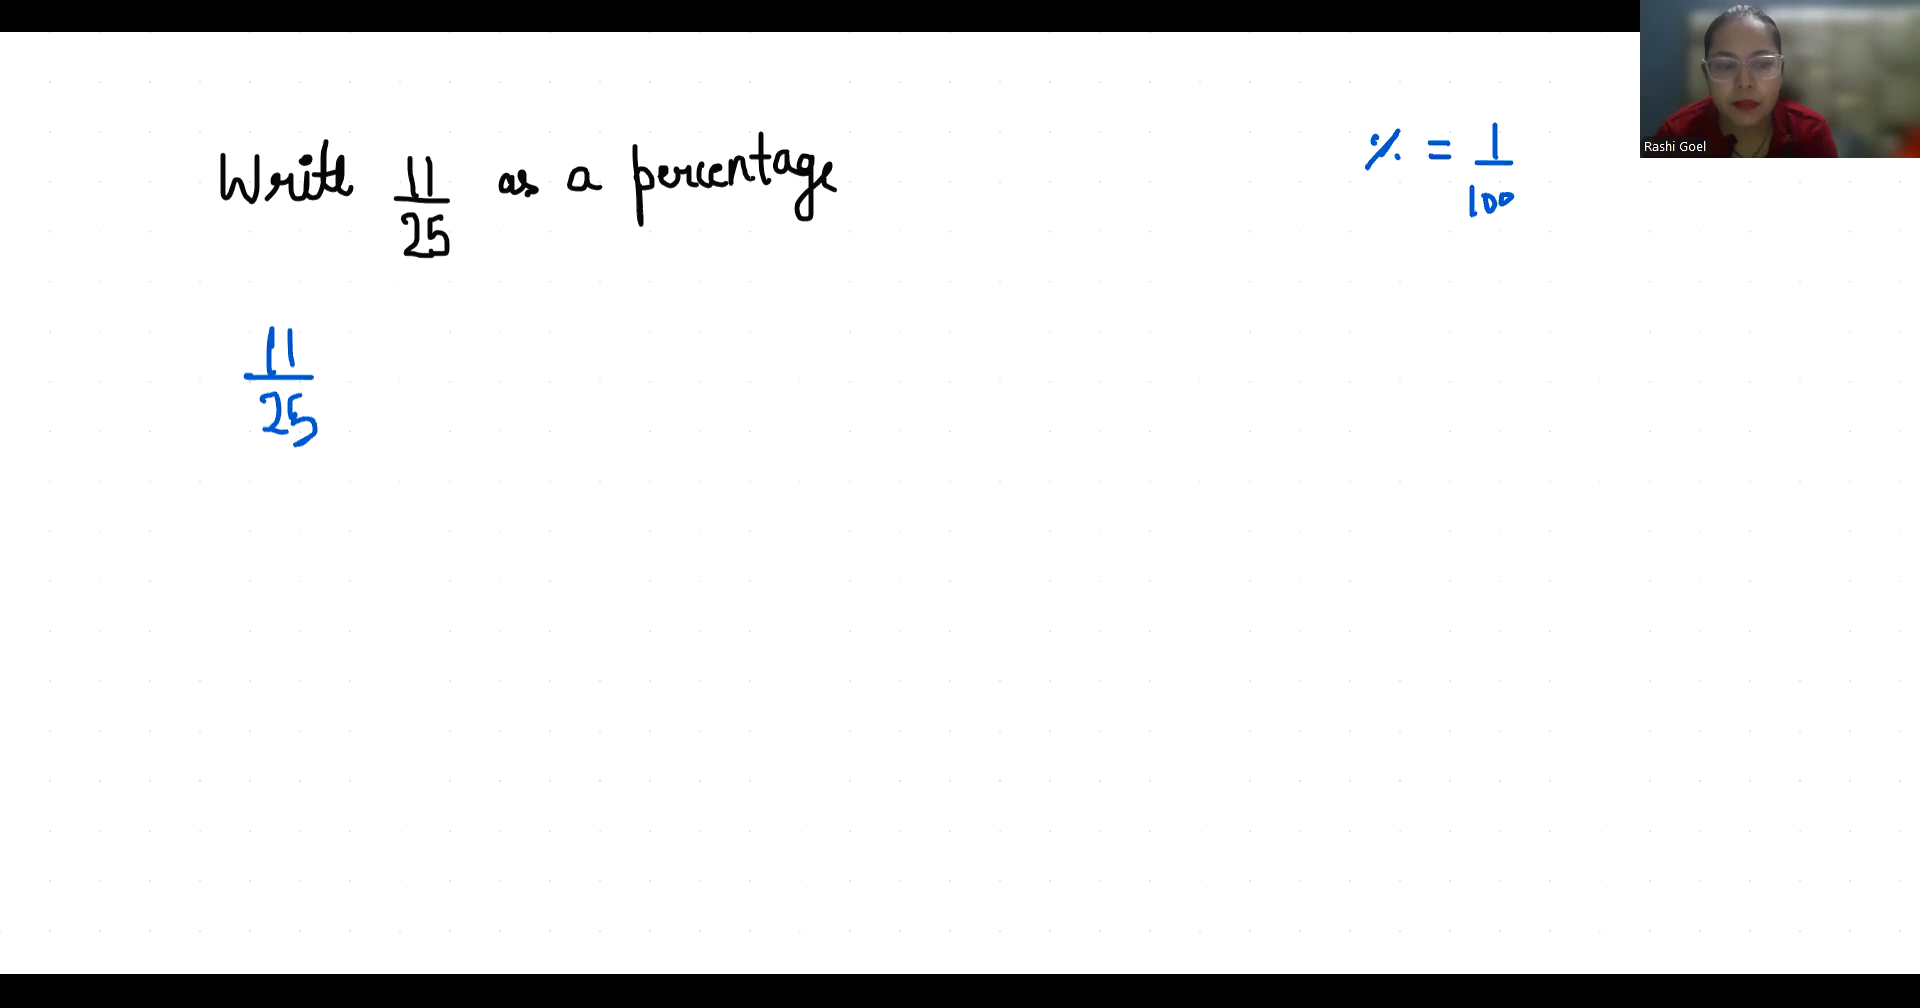 Write 11/25 as a percentage
% = 1/100
Rashi Goel
11/25